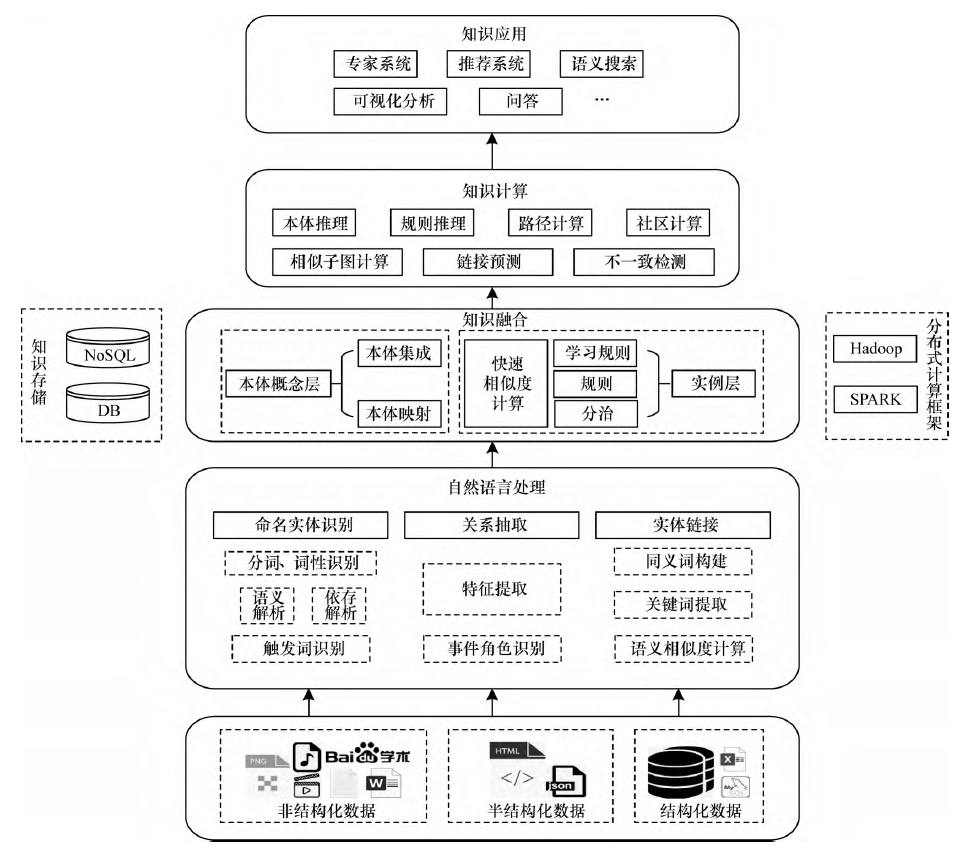 知识应用
专家系统
推荐系统
语义搜索
可视化分析
问答
…
知识计算
本体推理
规则推理
路径计算
社区计算
相似子图计算
链接预测
不一致检测
知识存储
NoSQL
DB
知识融合
本体概念层
本体集成
本体映射
快速
相似度
计算
学习规则
规则
分治
实例层
分布式计算框架
Hadoop
SPARK
自然语言处理
命名实体识别
关系抽取
实体链接
分词、词性识别
语义
解析
依存
解析
触发词识别
特征提取
事件角色识别
同义词构建
关键词提取
语义相似度计算
PNG
Bai du 学术
W
非结构化数据
HTML
</>
json
半结构化数据
X
My
SQL
结构化数据